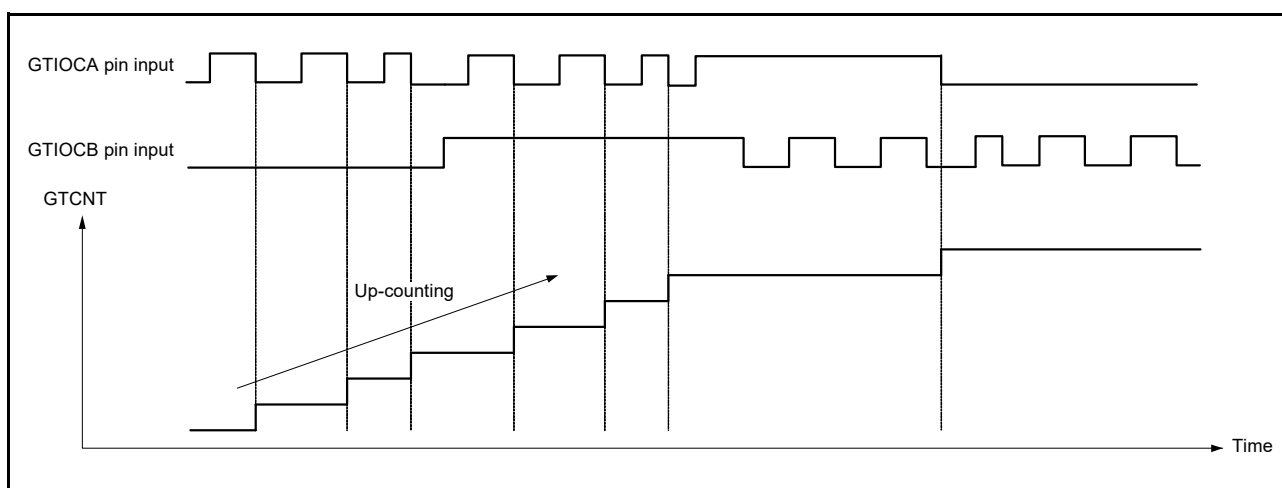 GTIOCA pin input
GTIOCB pin input
GTCNT
Up-counting
Time